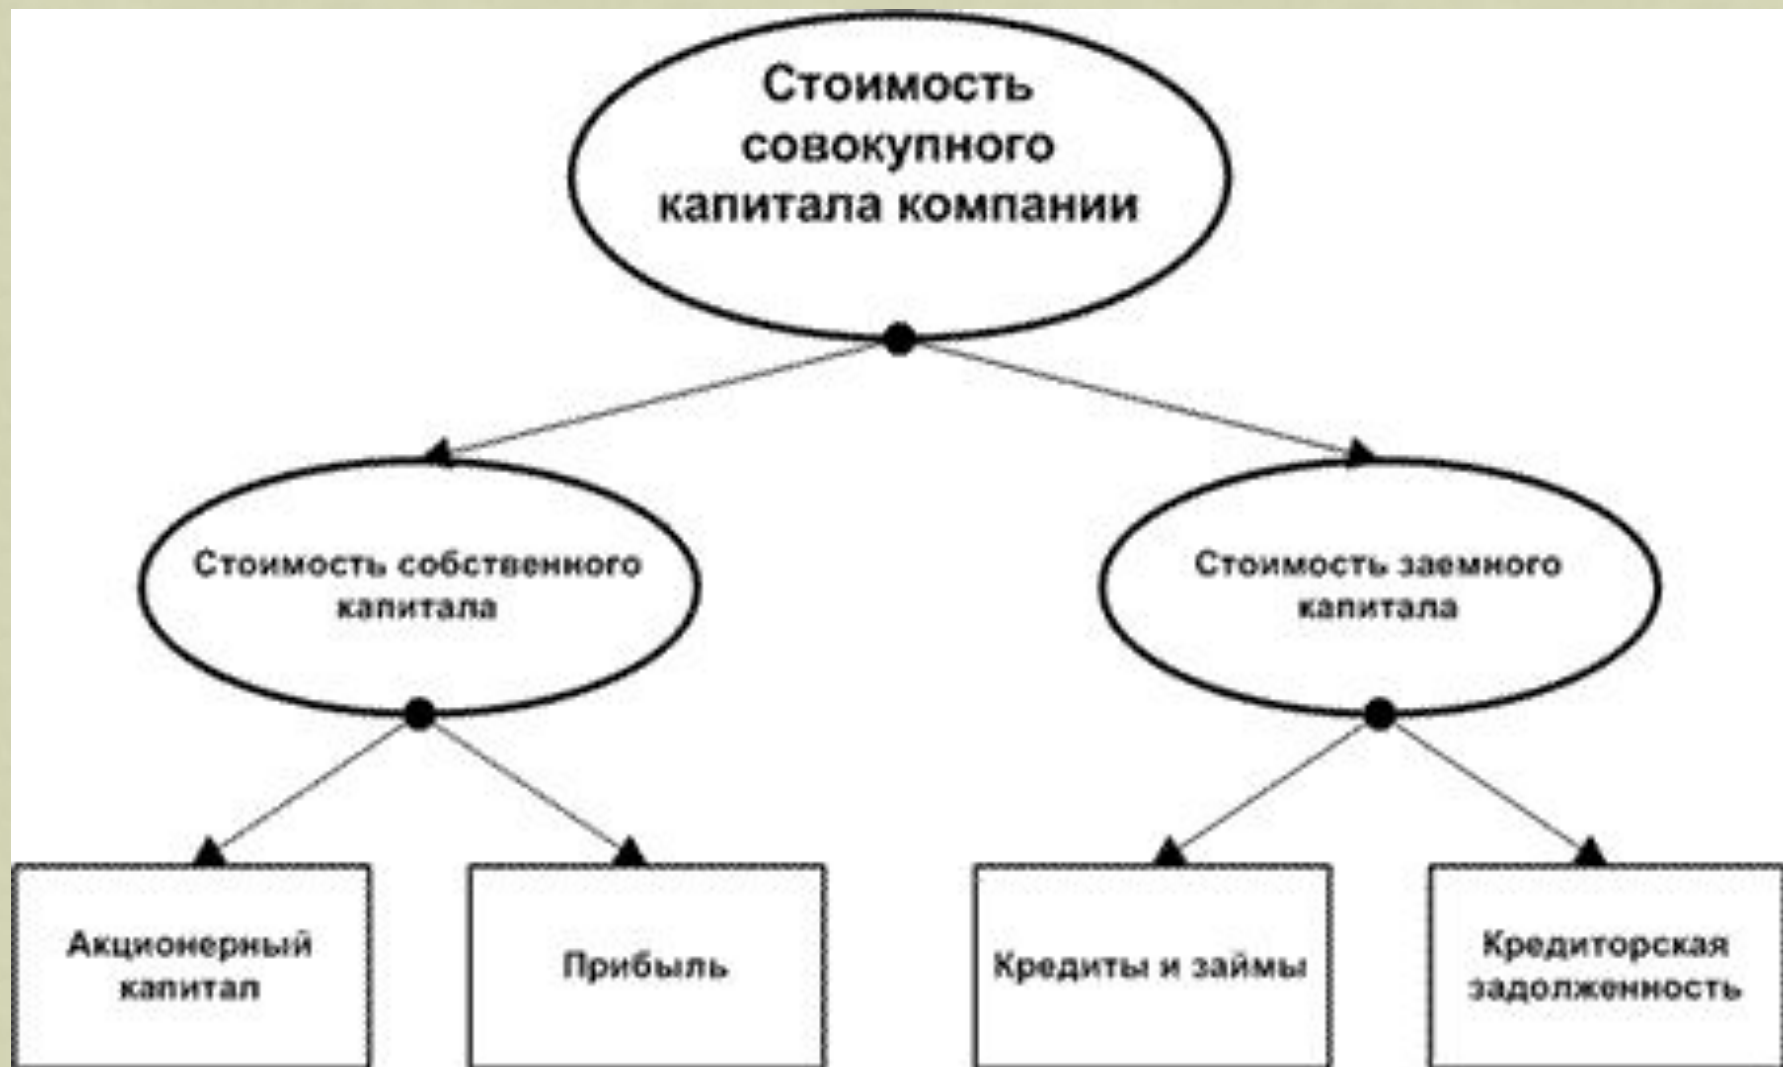 Стоимость
совокупного
капитала компании
Стоимость собственного
капитала
Стоимость заемного
капитала
Акционерный
капитал
Прибыль
Кредиты и займы
Кредиторская
задолженность